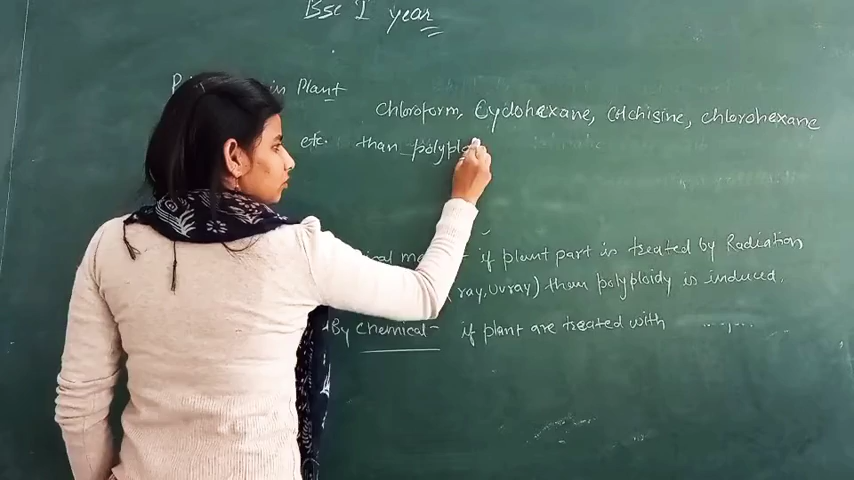 Bsc I year
in Plant
Chloroform, Cyclohexane, Colchisine, chlorohexane
etc. than polyplo
if plant part is treated by Radiation
ray, UV ray) then polyploidy is induced.
By chemical - if plant are treated with